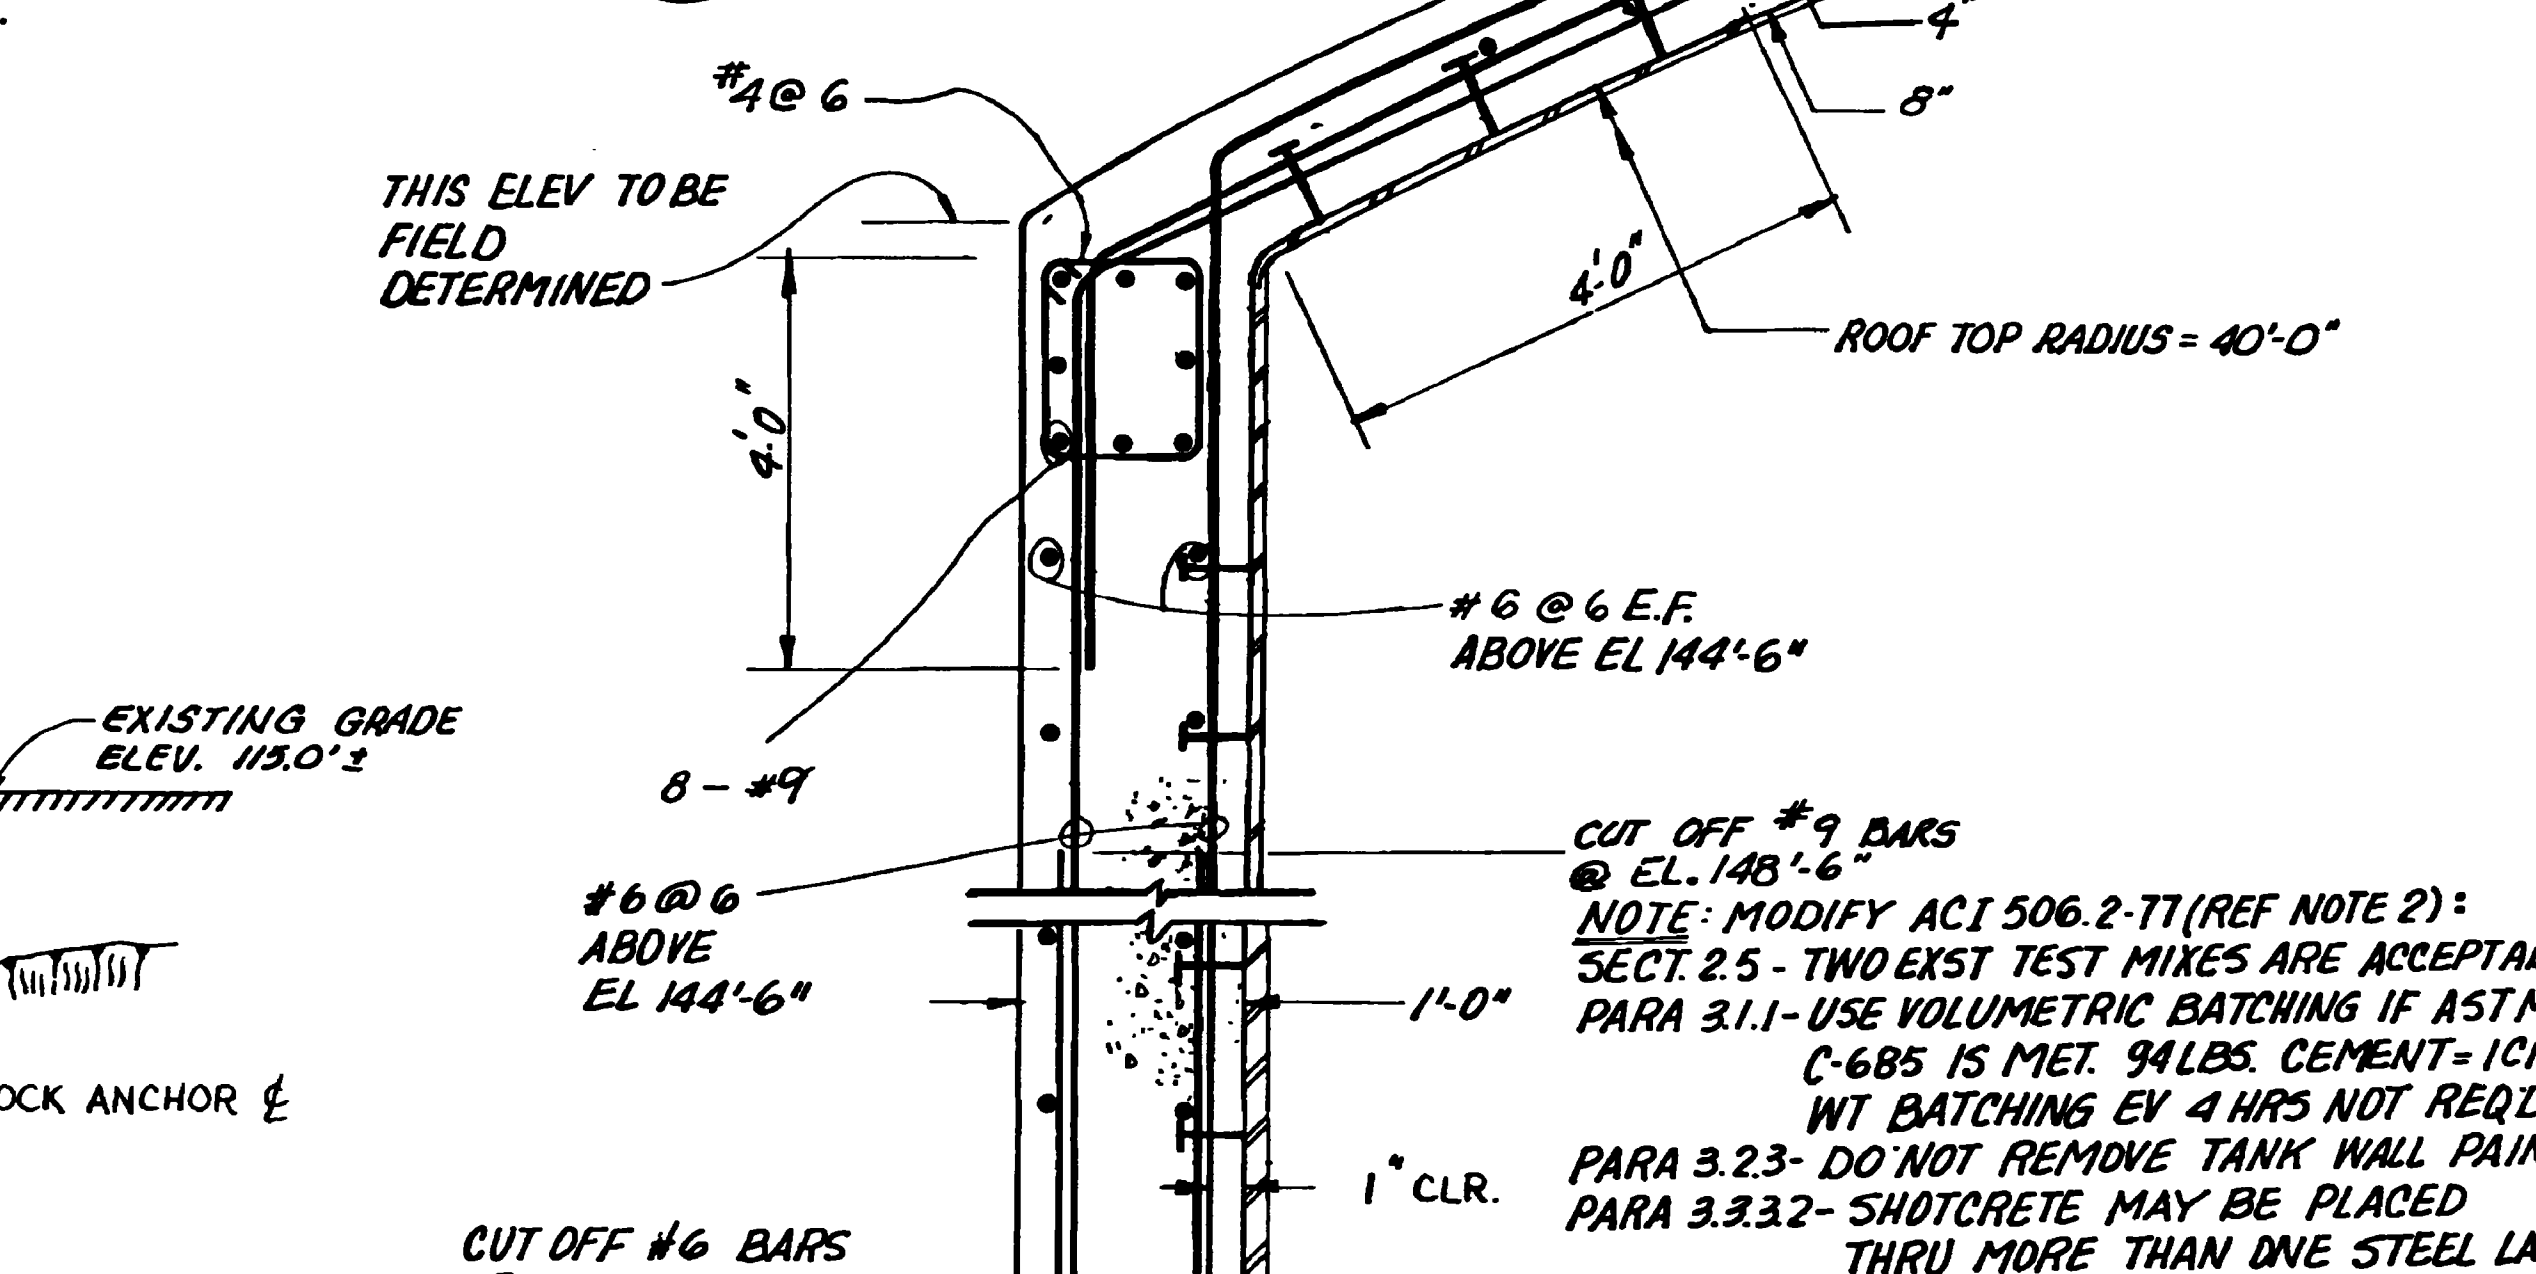 4"
#4@6
8"
THIS ELEV TO BE
FIELD
DETERMINED
4'-0"
ROOF TOP RADIUS = 40'-0"
4'-0"
#6 @ 6 E.F.
ABOVE EL 144'-6"
EXISTING GRADE
ELEV. 115.0'±
8 - #9
CUT OFF #9 BARS
@ EL. 148'-6"
#6@6
ABOVE
EL 144'-6"
NOTE: MODIFY ACI 506.2-77(REF NOTE 2):
SECT. 2.5 - TWO EXST TEST MIXES ARE
PARA 3.1.1- USE VOLUMETRIC BATCHING IF
1'-0"
C-685 IS MET. 94LBS. CEMENT=
ANCHOR ⅊
WT BATCHING EV 4 HRS NOT
PARA 3.2.3- DO NOT REMOVE TANK WALL
1" CLR.
PARA 3.3.3.2- SHOTCRETE MAY BE PLACED
CUT OFF #6 BARS
THRU MORE THAN ONE STEEL